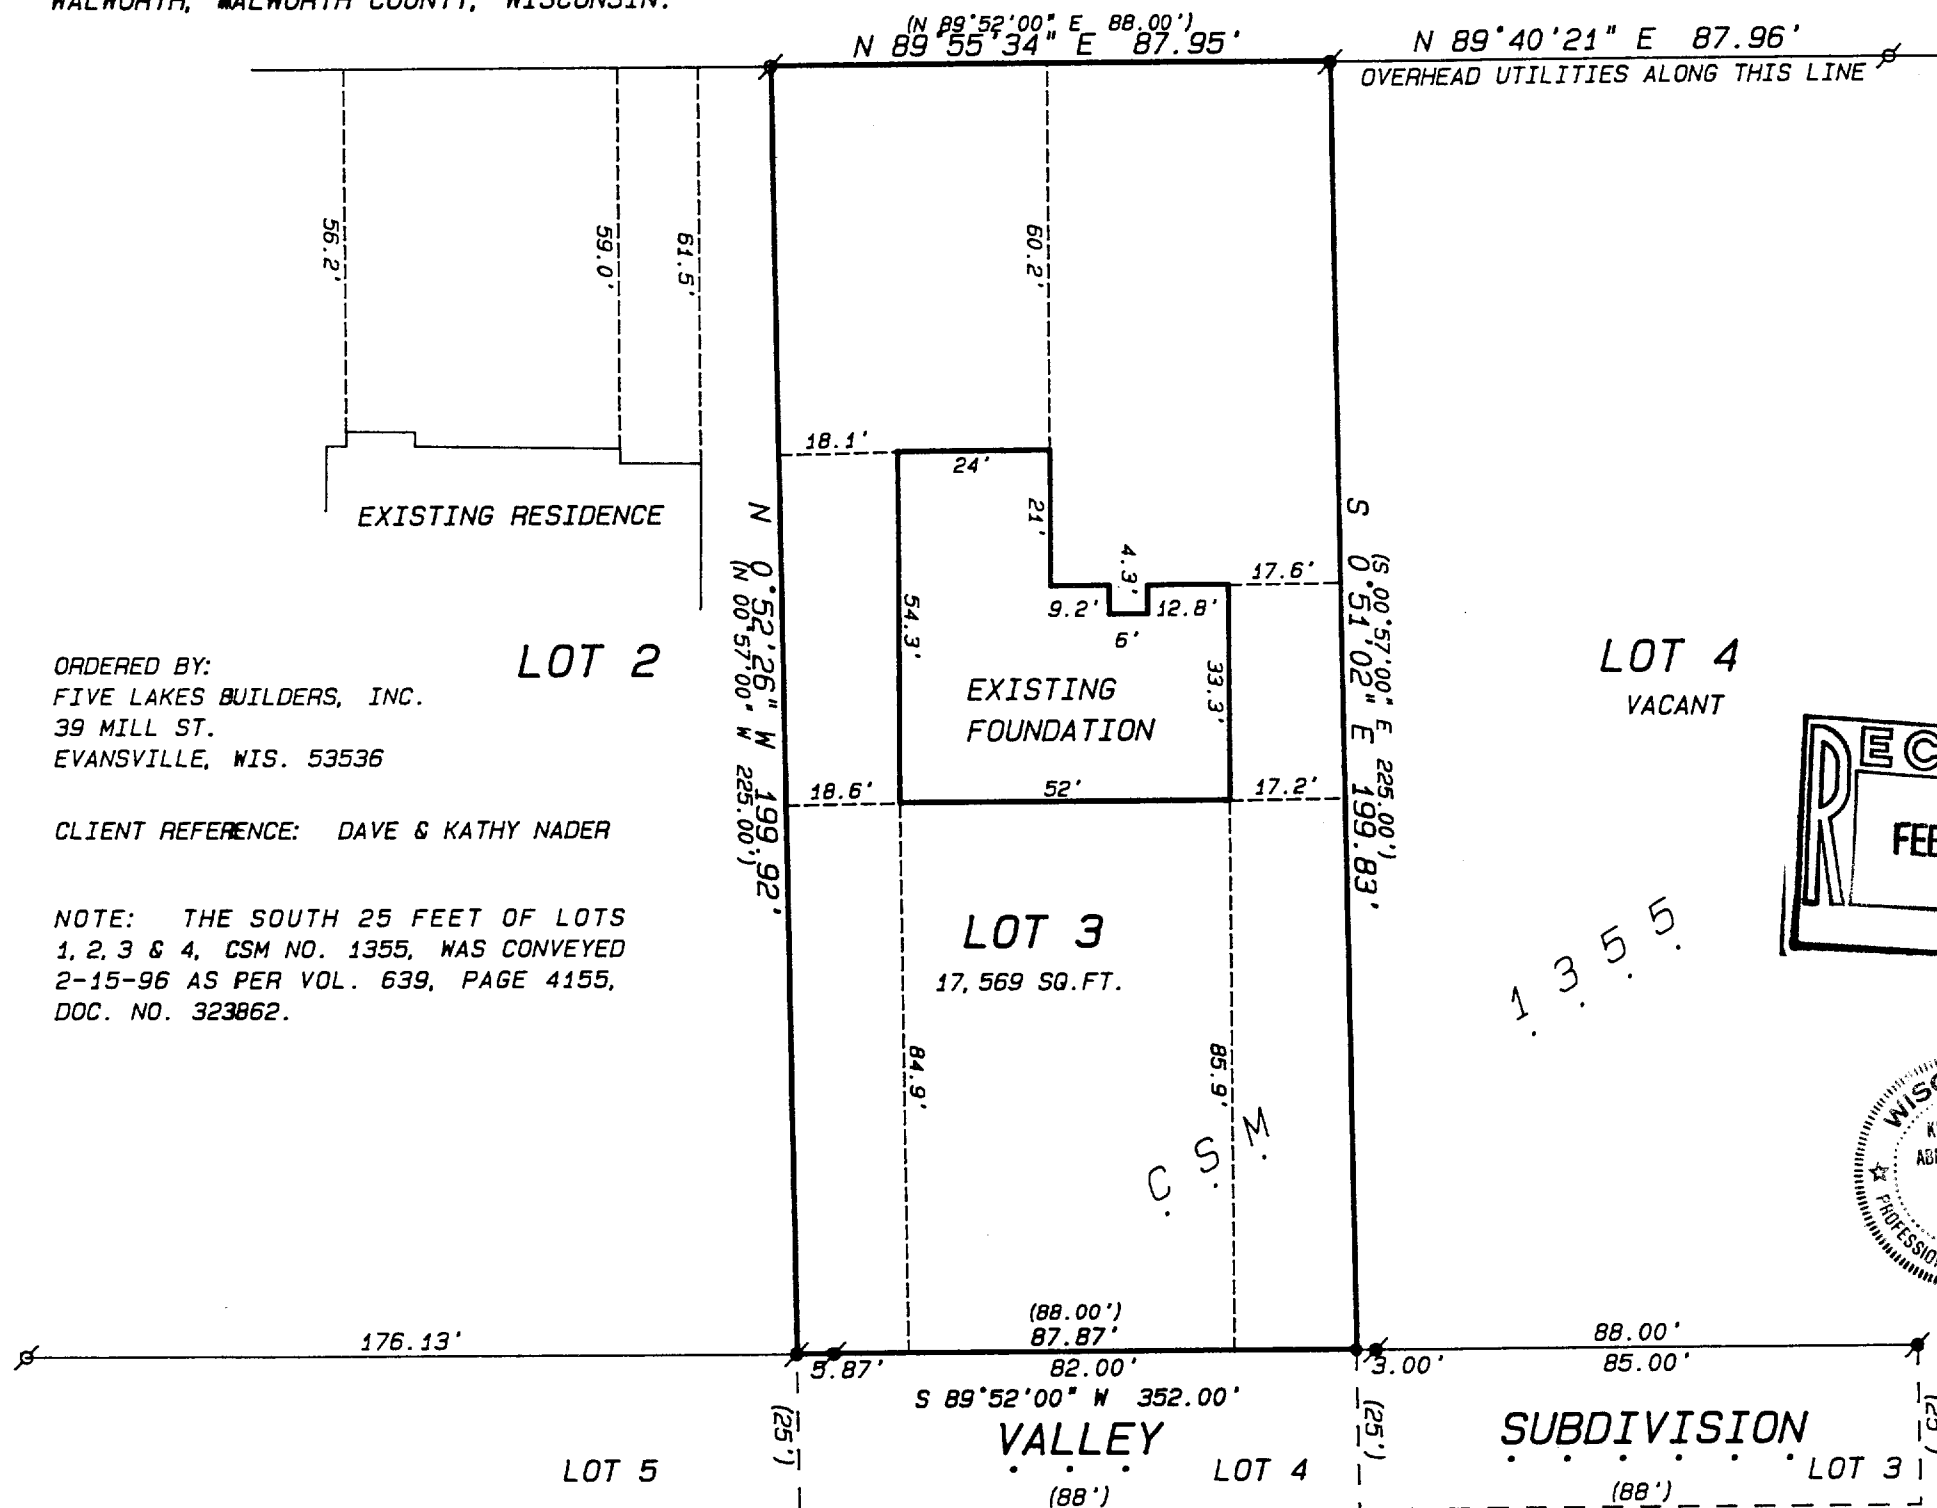 WALWORTH, WALWORTH COUNTY, WISCONSIN.
(N 89°52'00" E 88.00')
N 89°55'34" E 87.95'
N 89°40'21" E 87.96'
OVERHEAD UTILITIES ALONG THIS LINE
56.2'
59.0'
61.5'
60.2'
18.1'
24'
21'
EXISTING RESIDENCE
4.3'
17.6'
9.2'
12.8'
6'
54.3'
33.3'
N 0°52'26" W 199.92'
(N 00°57'00" W 225.00')
S 0°51'02" E 199.83'
(S 00°57'00" E 225.00')
LOT 2
LOT 4
VACANT
EXISTING
FOUNDATION
ORDERED BY:
FIVE LAKES BUILDERS, INC.
39 MILL ST.
EVANSVILLE, WIS. 53536
18.6'
52'
17.2'
CLIENT REFERENCE: DAVE & KATHY NADER
NOTE: THE SOUTH 25 FEET OF LOTS
1, 2, 3 & 4, CSM NO. 1355, WAS CONVEYED
2-15-96 AS PER VOL. 639, PAGE 4155,
DOC. NO. 323862.
LOT 3
17,569 SQ.FT.
84.9'
85.9'
C. S. M.
1. 3. 5. 5.
REC
FEB
WISC
PROFESSION
(88.00')
176.13'
87.87'
88.00'
5.87'
82.00'
3.00'
85.00'
S 89°52'00" W 352.00'
(25')
(25')
(25')
VALLEY
SUBDIVISION
LOT 5
LOT 4
LOT 3
(88')
(88')